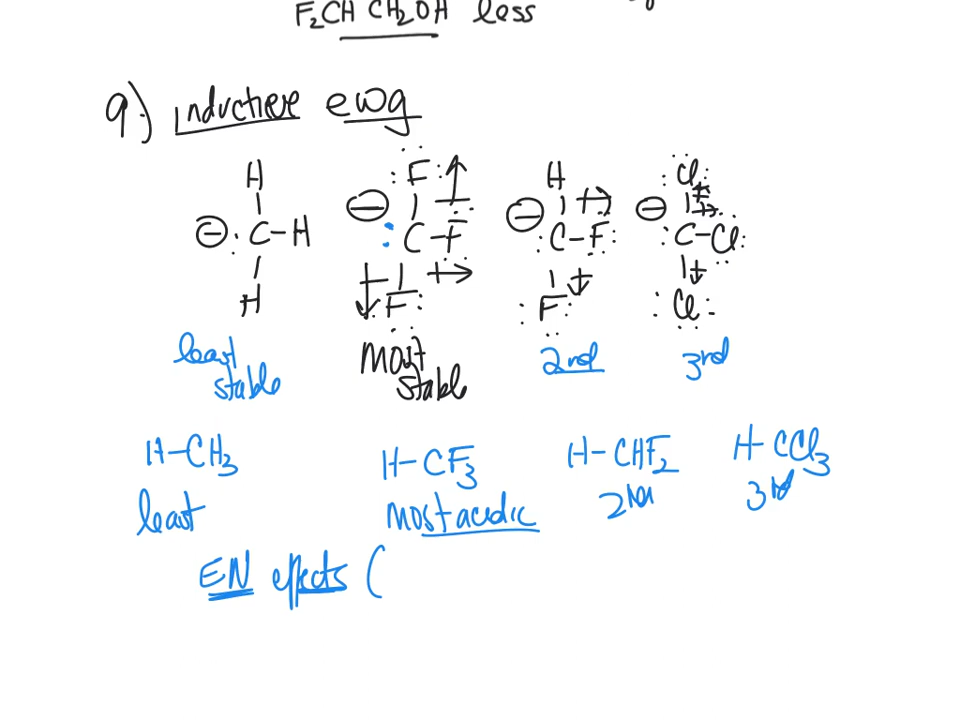 F₂CH CH₂OH less
9.) inductive ewg
H F H Cl
⊖ C-H ⊖ C-F ⊖ C-F ⊖ C-Cl
H F F Cl
least stable most stable 2nd 3rd
H-CH₃ H-CF₃ H-CHF₂ H-CCl₃
least most acidic 2nd 3rd
EN effects (